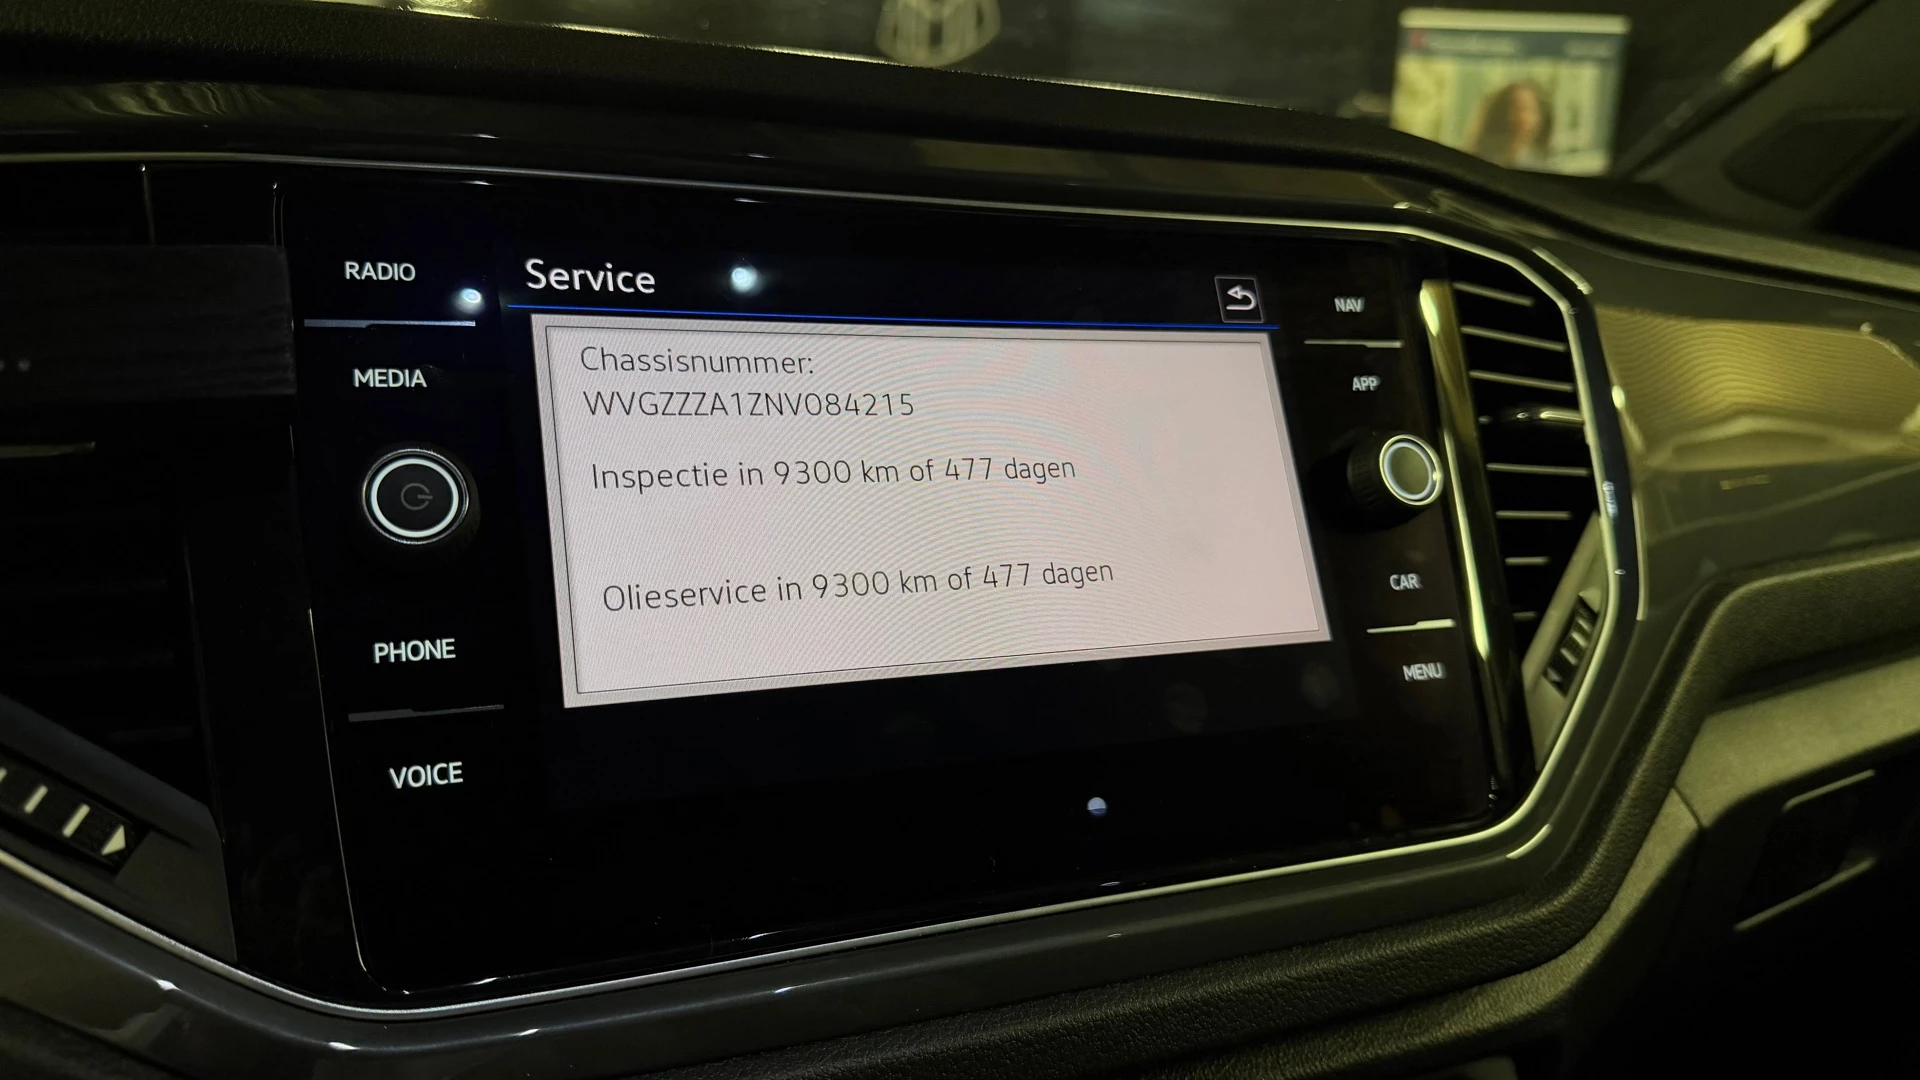 RADIO
MEDIA
PHONE
VOICE
Service
Chassisnummer:
WVGZZZA1ZNV084215
Inspectie in 9300 km of 477 dagen
Olieservice in 9300 km of 477 dagen
NAV
APP
CAR
MENU